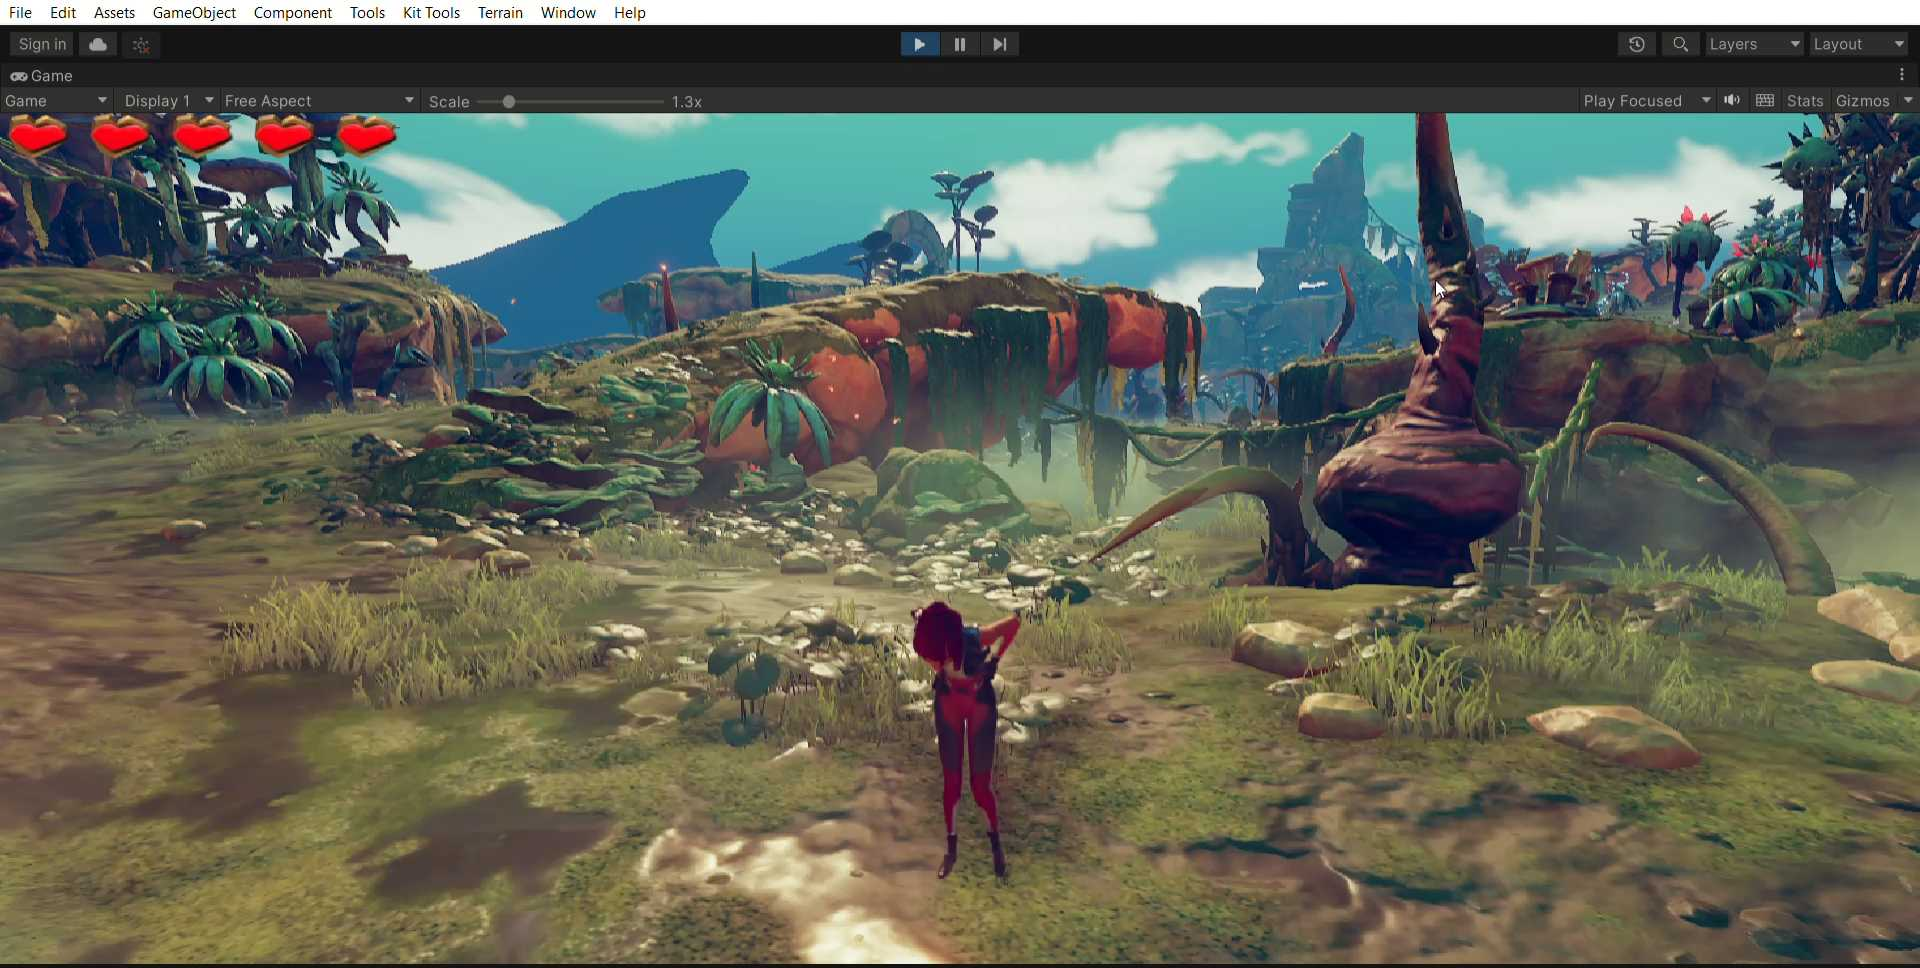 File Edit Assets GameObject Component Tools Kit Tools Terrain Window Help
Sign in Layers Layout
Game
Game Display 1 Free Aspect Scale 1.3x Play Focused Stats Gizmos